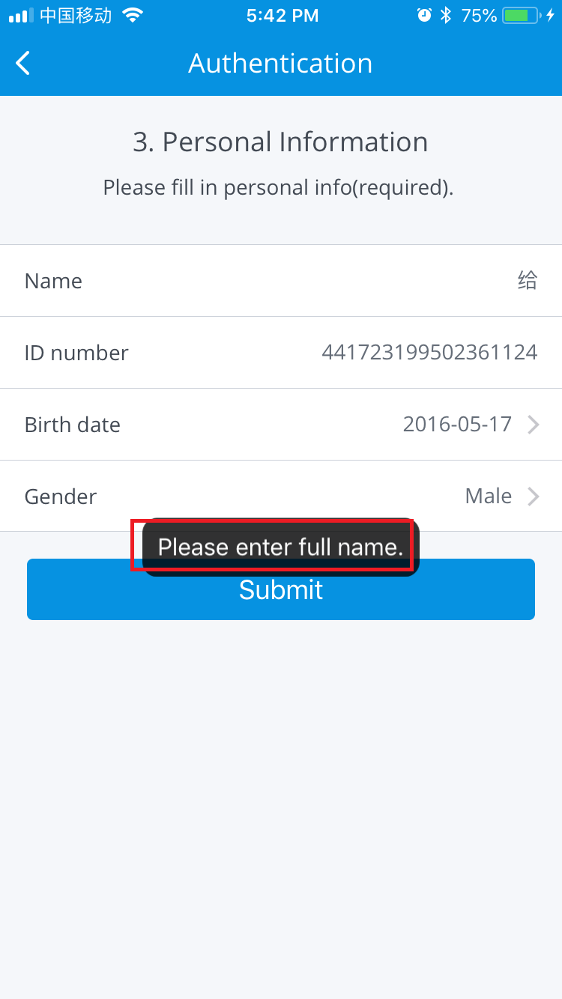 中国移动 5:42 PM 75%
Authentication
3. Personal Information
Please fill in personal info(required).
Name 给
ID number 441723199502361124
Birth date 2016-05-17
Gender Male
Please enter full name.
Submit